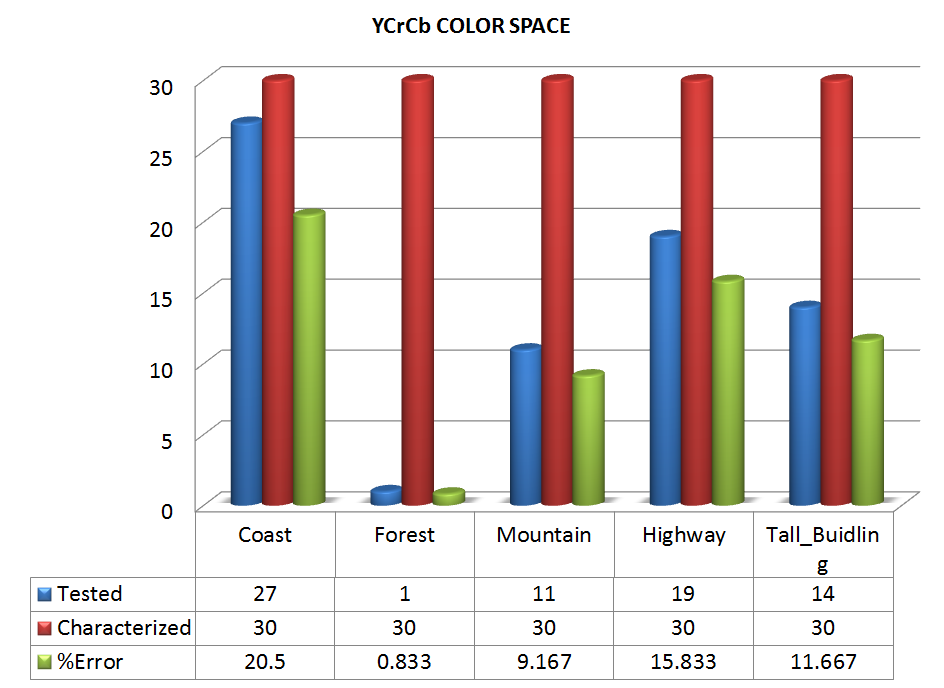 YCrCb COLOR SPACE
30
25
20
15
10
5
0
Coast Forest Mountain Highway Tall_Buidlin
g
Tested 27 1 11 19 14
Characterized 30 30 30 30 30
%Error 20.5 0.833 9.167 15.833 11.667